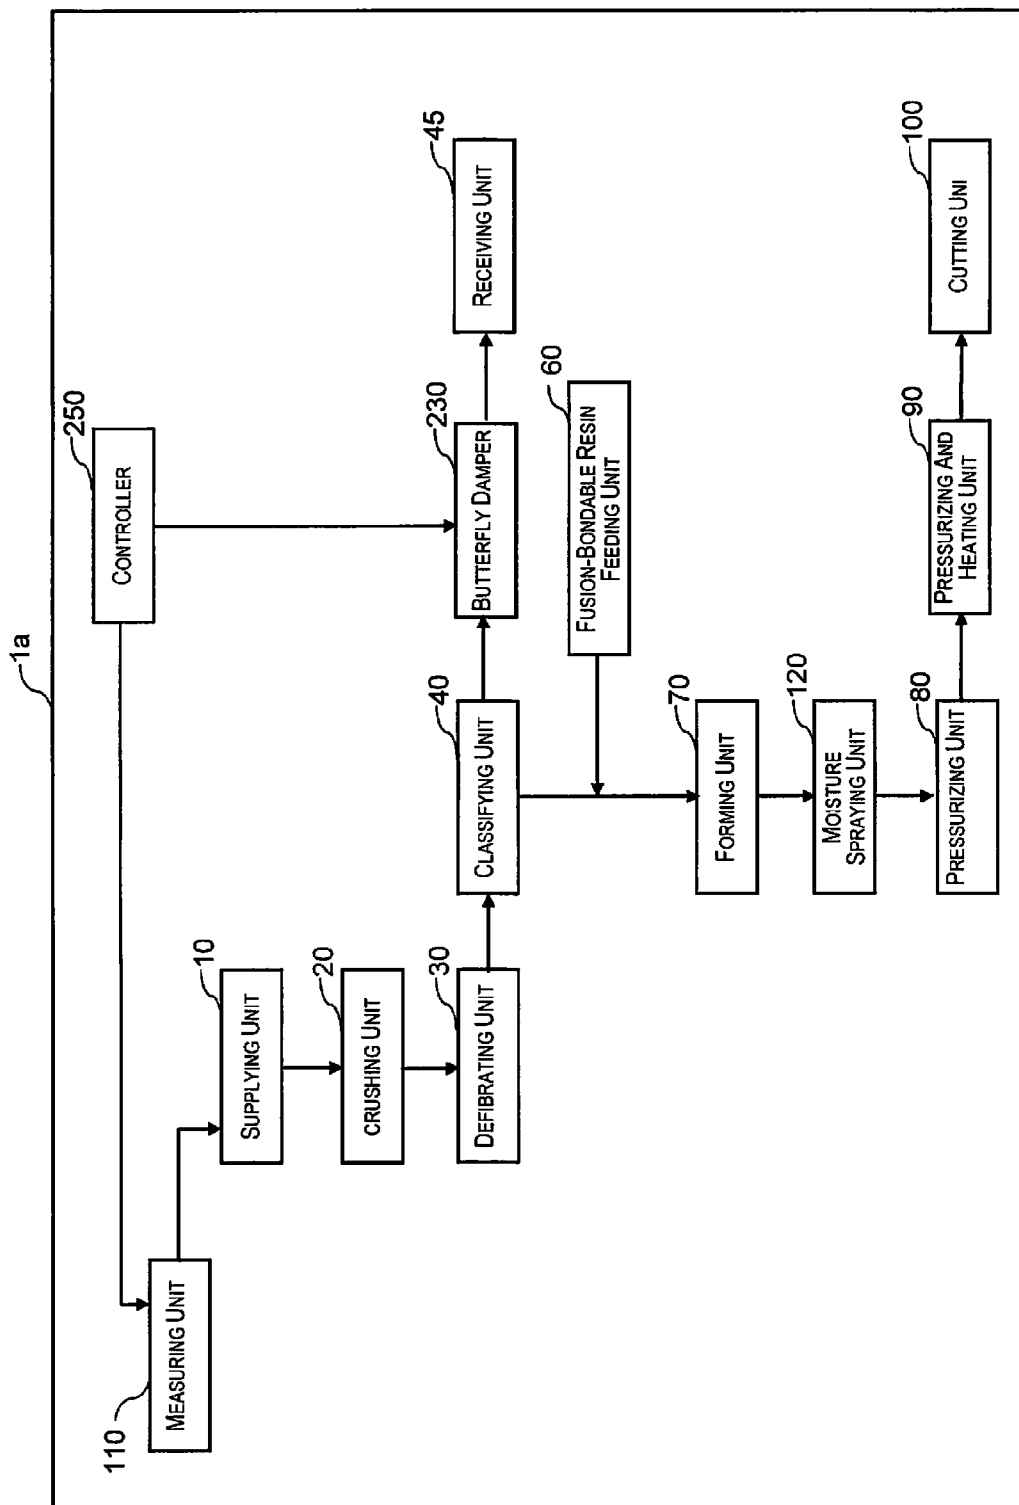 1a
250
CONTROLLER
110
MEASURING UNIT
10
SUPPLYING UNIT
20
CRUSHING UNIT
30
DEFIBRATING UNIT
40
CLASSIFYING UNIT
230
BUTTERFLY DAMPER
45
RECEIVING UNIT
60
FUSION-BONDABLE RESIN
FEEDING UNIT
70
FORMING UNIT
120
MOISTURE
SPRAYING UNIT
80
PRESSURIZING UNIT
90
PRESSURIZING AND
HEATING UNIT
100
CUTTING UNI